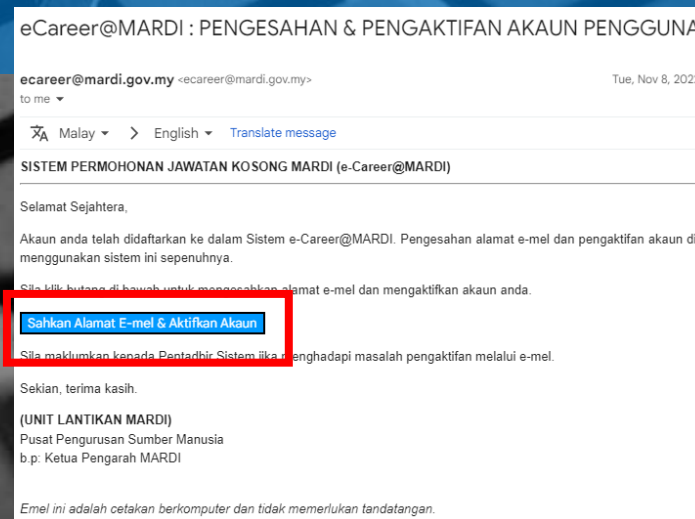 eCareer@MARDI : PENGESAHAN & PENGAKTIFAN AKAUN PENGGUNA
ecareer@mardi.gov.my <ecareer@mardi.gov.my>
Tue, Nov 8, 202
to me
Malay > English Translate message
SISTEM PERMOHONAN JAWATAN KOSONG MARDI (e-Career@MARDI)
Selamat Sejahtera,
Akaun anda telah didaftarkan ke dalam Sistem e-Career@MARDI. Pengesahan alamat e-mel dan pengaktifan akaun di
menggunakan sistem ini sepenuhnya.
Sila klik butang di bawah untuk mengesahkan alamat e-mel dan mengaktifkan akaun anda.
Sahkan Alamat E-mel & Aktifkan Akaun
Sila maklumkan kepada Pentadbir Sistem jika menghadapi masalah pengaktifan melalui e-mel.
Sekian, terima kasih.
(UNIT LANTIKAN MARDI)
Pusat Pengurusan Sumber Manusia
b.p: Ketua Pengarah MARDI
Emel ini adalah cetakan berkomputer dan tidak memerlukan tandatangan.